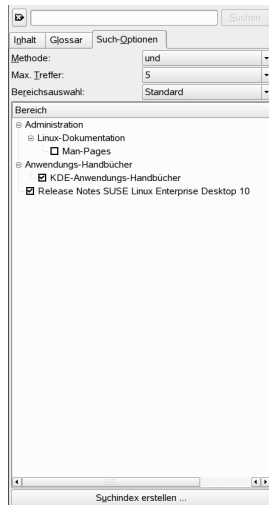 Suchen
Inhalt Glossar Such-Optionen
Methode: und
Max. Treffer: 5
Bereichsauswahl: Standard
Bereich
Administration
Linux-Dokumentation
Man-Pages
Anwendungs-Handbücher
KDE-Anwendungs-Handbücher
Release Notes SUSE Linux Enterprise Desktop 10
Suchindex erstellen ...